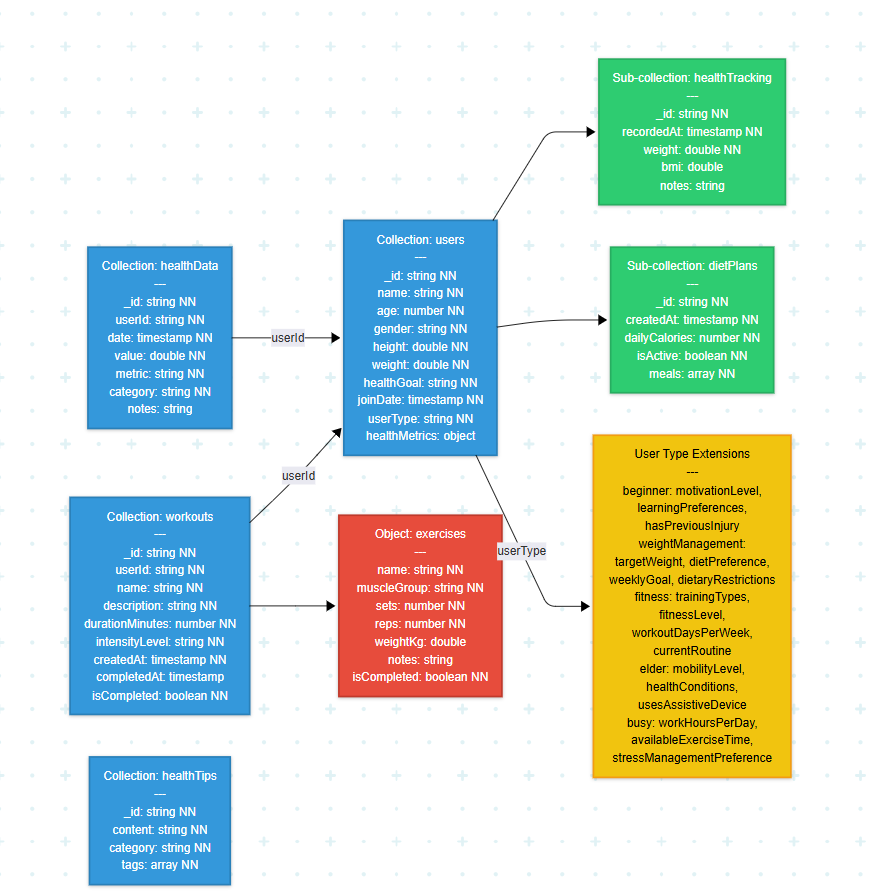 Sub-collection: healthTracking
---
_id: string NN
recordedAt: timestamp NN
weight: double NN
bmi: double
notes: string
Collection: users
---
_id: string NN
name: string NN
age: number NN
gender: string NN
height: double NN
weight: double NN
healthGoal: string NN
joinDate: timestamp NN
userType: string NN
healthMetrics: object
Collection: healthData
---
_id: string NN
userId: string NN
date: timestamp NN
value: double NN
metric: string NN
category: string NN
notes: string
userId
Sub-collection: dietPlans
---
_id: string NN
createdAt: timestamp NN
dailyCalories: number NN
isActive: boolean NN
meals: array NN
userId
User Type Extensions
---
beginner: motivationLevel,
learningPreferences,
hasPreviousInjury
weightManagement:
targetWeight, dietPreference,
weeklyGoal, dietaryRestrictions
fitness: trainingTypes,
fitnessLevel,
workoutDaysPerWeek,
currentRoutine
elder: mobilityLevel,
healthConditions,
usesAssistiveDevice
busy: workHoursPerDay,
availableExerciseTime,
stressManagementPreference
Collection: workouts
---
_id: string NN
userId: string NN
name: string NN
description: string NN
durationMinutes: number NN
intensityLevel: string NN
createdAt: timestamp NN
completedAt: timestamp
isCompleted: boolean NN
Object: exercises
---
name: string NN
muscleGroup: string NN
sets: number NN
reps: number NN
weightKg: double
notes: string
isCompleted: boolean NN
userType
Collection: healthTips
---
_id: string NN
content: string NN
category: string NN
tags: array NN